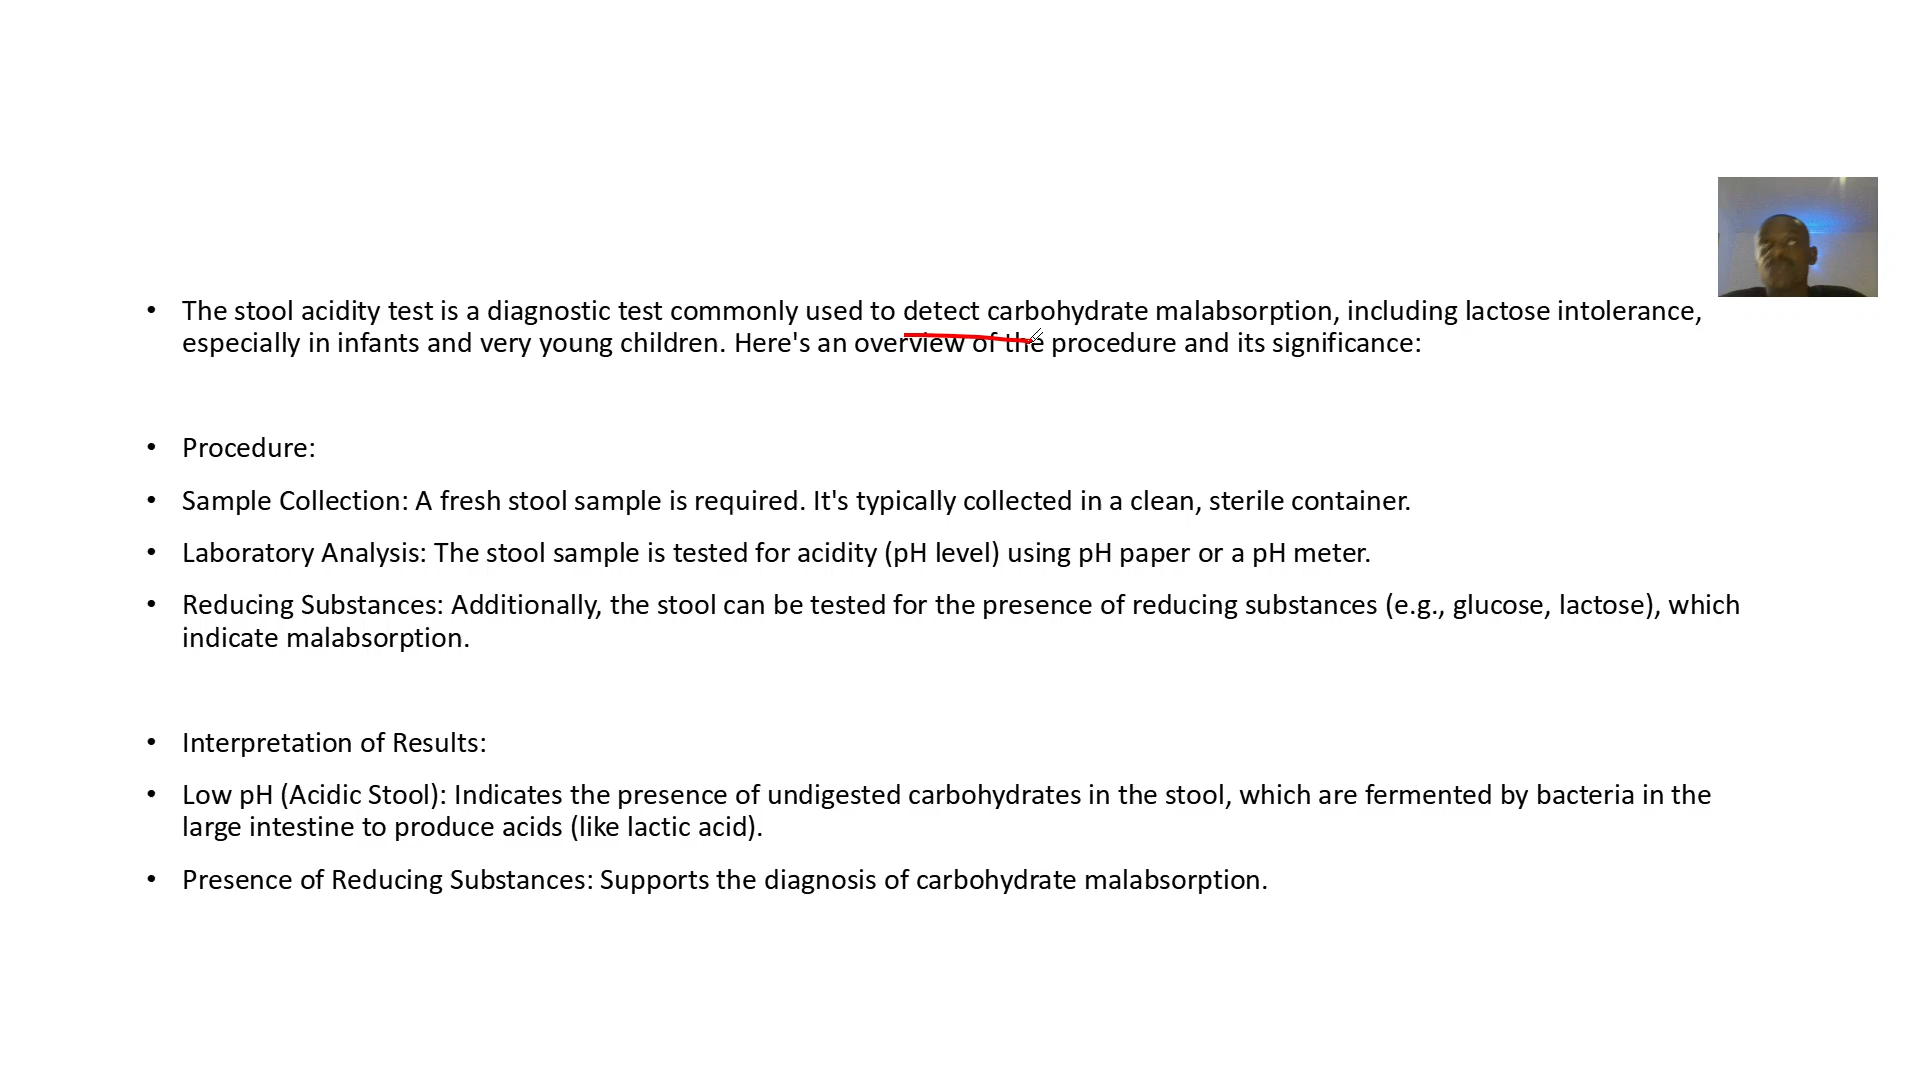 • The stool acidity test is a diagnostic test commonly used to detect carbohydrate malabsorption, including lactose intolerance,
especially in infants and very young children. Here's an overview of the procedure and its significance:
• Procedure:
• Sample Collection: A fresh stool sample is required. It's typically collected in a clean, sterile container.
• Laboratory Analysis: The stool sample is tested for acidity (pH level) using pH paper or a pH meter.
• Reducing Substances: Additionally, the stool can be tested for the presence of reducing substances (e.g., glucose, lactose), which
indicate malabsorption.
• Interpretation of Results:
• Low pH (Acidic Stool): Indicates the presence of undigested carbohydrates in the stool, which are fermented by bacteria in the
large intestine to produce acids (like lactic acid).
• Presence of Reducing Substances: Supports the diagnosis of carbohydrate malabsorption.